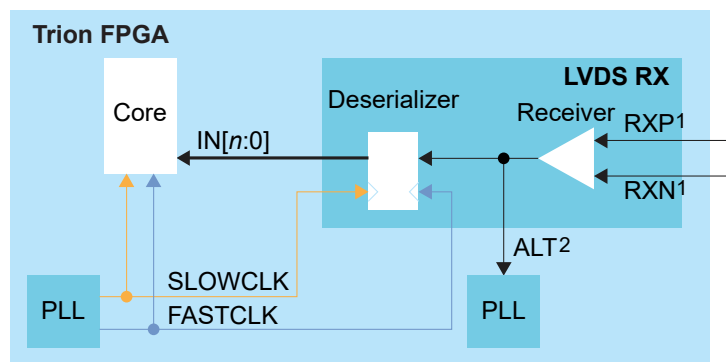 Trion FPGA
LVDS RX
Deserializer
Core
Receiver
RXP1
IN[n:0]
RXN1
ALT2
SLOWCLK
PLL
PLL
FASTCLK